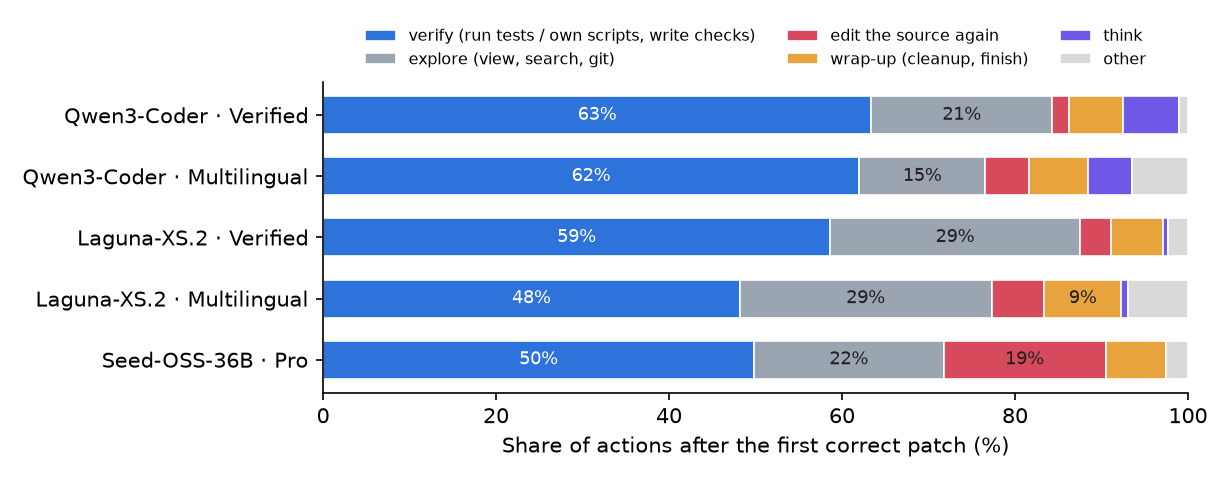 verify (run tests / own scripts, write checks) edit the source again think
explore (view, search, git) wrap-up (cleanup, finish) other
Qwen3-Coder · Verified 63% 21%
Qwen3-Coder · Multilingual 62% 15%
Laguna-XS.2 · Verified 59% 29%
Laguna-XS.2 · Multilingual 48% 29% 9%
Seed-OSS-36B · Pro 50% 22% 19%
0 20 40 60 80 100
Share of actions after the first correct patch (%)